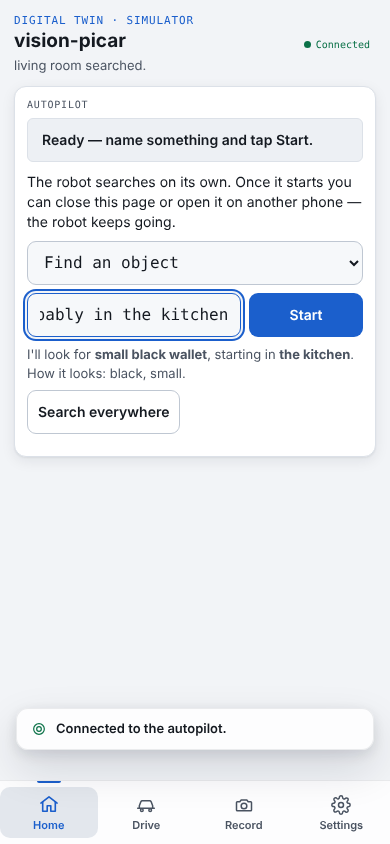 DIGITAL TWIN · SIMULATOR
vision-picar
Connected
living room searched.
AUTOPILOT
Ready — name something and tap Start.
The robot searches on its own. Once it starts you
can close this page or open it on another phone —
the robot keeps going.
Find an object
bably in the kitchen
Start
I'll look for small black wallet, starting in the kitchen.
How it looks: black, small.
Search everywhere
Connected to the autopilot.
Home
Drive
Record
Settings